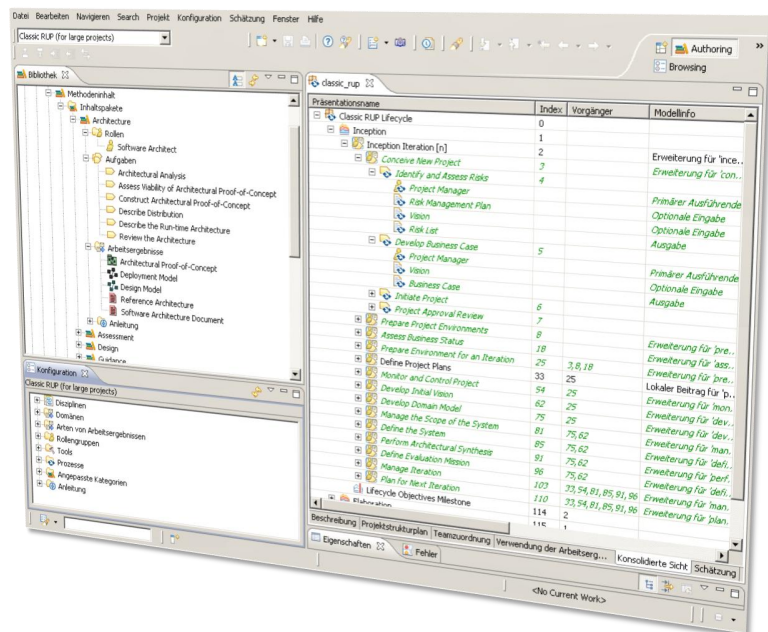 Datei Bearbeiten Navigieren Search Projekt Konfiguration Schätzung Fenster Hilfe
Classic RUP (for large projects)
Authoring
Browsing
Bibliothek
Methodeninhalt
Inhaltspakete
Architecture
Rollen
Software Architect
Aufgaben
Architectural Analysis
Assess Viability of Architectural Proof-of-Concept
Construct Architectural Proof-of-Concept
Describe Distribution
Describe the Run-time Architecture
Review the Architecture
Arbeitsergebnisse
Architectural Proof-of-Concept
Deployment Model
Design Model
Reference Architecture
Software Architecture Document
Anleitung
Assessment
Design
Guidance
Konfiguration
Classic RUP (for large projects)
Disziplinen
Domänen
Arten von Arbeitsergebnissen
Rollengruppen
Tools
Prozesse
Angepasste Kategorien
Anleitung
classic_rup
Präsentationsname Index Vorgänger Modellinfo
Classic RUP Lifecycle 0
Inception 1
Inception Iteration [n] 2 Erweiterung für 'ince...
Conceive New Project 3 Erweiterung für 'con..
Identify and Assess Risks 4
Project Manager Primärer Ausführende
Risk Management Plan Optionale Eingabe
Vision Optionale Eingabe
Risk List Ausgabe
Develop Business Case 5
Project Manager Primärer Ausführende
Vision Optionale Eingabe
Business Case Ausgabe
Initiate Project 6
Project Approval Review 7
Prepare Project Environments 8 Erweiterung für 'pre..
Assess Business Status 18 Erweiterung für 'ass..
Prepare Environment for an Iteration 25 3,8,18 Erweiterung für 'pre..
Define Project Plans 33 25 Lokaler Beitrag für 'p..
Monitor and Control Project 54 25 Erweiterung für 'mon..
Develop Initial Vision 62 25 Erweiterung für 'dev..
Develop Domain Model 75 25 Erweiterung für 'dev..
Manage the Scope of the System 81 75,62 Erweiterung für 'man..
Define the System 85 75,62 Erweiterung für 'defi..
Perform Architectural Synthesis 91 75,62 Erweiterung für 'perf..
Define Evaluation Mission 96 75,62 Erweiterung für 'defi..
Manage Iteration 103 33,54,81,85,91,96 Erweiterung für 'man..
Plan for Next Iteration 110 33,54,81,85,91,96 Erweiterung für 'plan..
Lifecycle Objectives Milestone 114 2
Elaboration 115 1
Beschreibung Projektstrukturplan Teamzuordnung Verwendung der Arbeitserg... Konsolidierte Sicht Schätzung
Eigenschaften Fehler
<No Current Work>